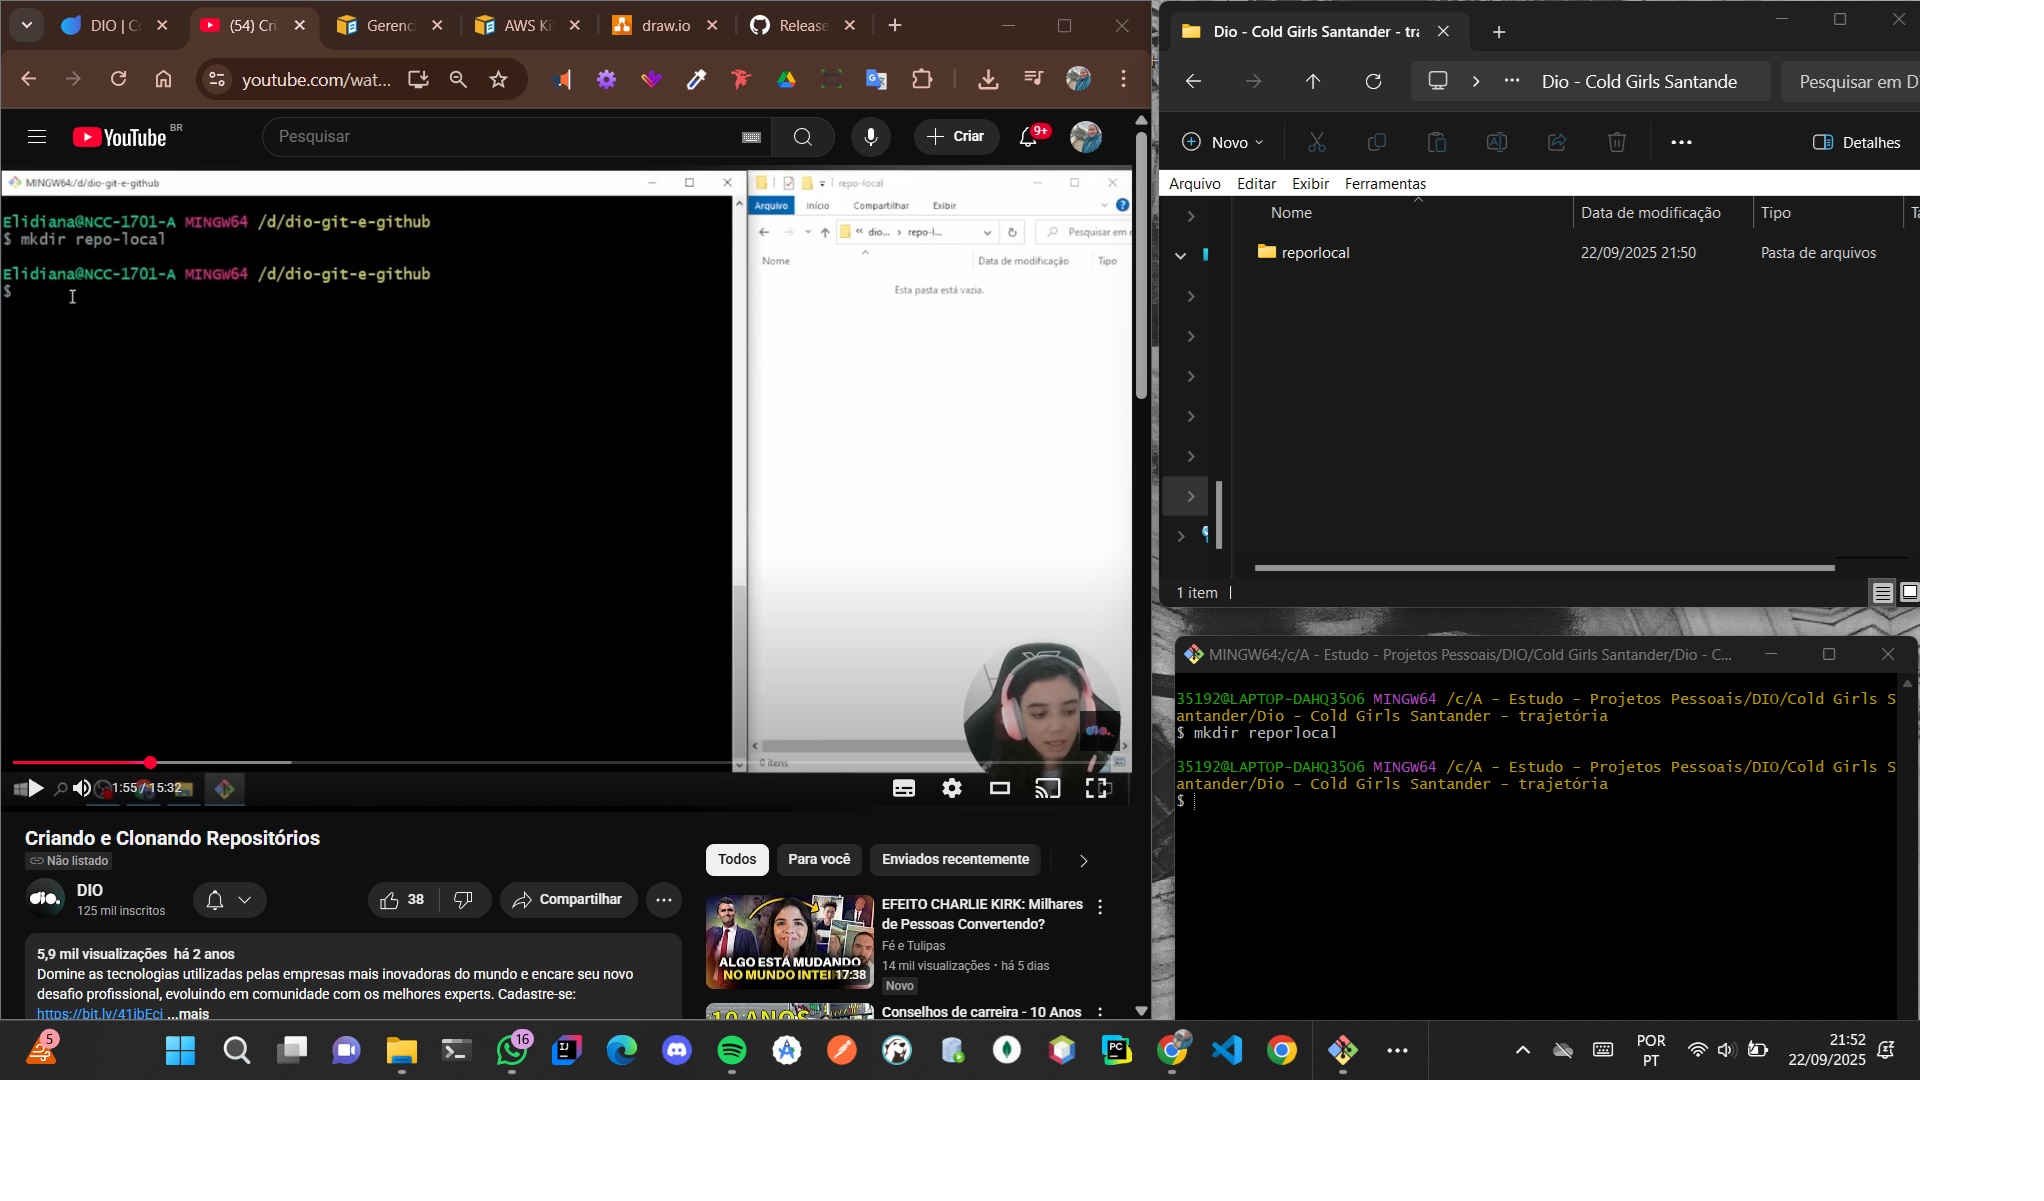 DIO | C
(54) Cri
Gerenc
AWS Ki
draw.io
Release
youtube.com/wat...
YouTube BR
Pesquisar
Criar
9+
MINGW64:/d/dio-git-e-github
Elidiana@NCC-1701-A MINGW64 /d/dio-git-e-github
$ mkdir repo-local
Elidiana@NCC-1701-A MINGW64 /d/dio-git-e-github
$
repo-local
Arquivo Início Compartilhar Exibir
dio... › repo-l...
Pesquisar em
Nome Data de modificação Tipo
Esta pasta está vazia.
0 itens
dio.
1:55 / 15:32
Criando e Clonando Repositórios
Não listado
dio.
DIO
125 mil inscritos
38
Compartilhar
5,9 mil visualizações há 2 anos
Domine as tecnologias utilizadas pelas empresas mais inovadoras do mundo e encare seu novo
desafio profissional, evoluindo em comunidade com os melhores experts. Cadastre-se:
https://bit.ly/41ibEci ...mais
Todos
Para você
Enviados recentemente
ALGO ESTÁ MUDANDO
NO MUNDO INTEI
17:38
EFEITO CHARLIE KIRK: Milhares
de Pessoas Convertendo?
Fé e Tulipas
14 mil visualizações • há 5 dias
Novo
10 ANOS
Conselhos de carreira - 10 Anos
Dio - Cold Girls Santander - tra
... Dio - Cold Girls Santande
Pesquisar em D
Novo
Detalhes
Arquivo Editar Exibir Ferramentas
Nome Data de modificação Tipo Ta
reporlocal 22/09/2025 21:50 Pasta de arquivos
1 item
MINGW64:/c/A - Estudo - Projetos Pessoais/DIO/Cold Girls Santander/Dio - C...
35192@LAPTOP-DAHQ35O6 MINGW64 /c/A - Estudo - Projetos Pessoais/DIO/Cold Girls S
antander/Dio - Cold Girls Santander - trajetória
$ mkdir reporlocal
35192@LAPTOP-DAHQ35O6 MINGW64 /c/A - Estudo - Projetos Pessoais/DIO/Cold Girls S
antander/Dio - Cold Girls Santander - trajetória
$
5
16
IJ
PC
POR
PT
21:52
22/09/2025